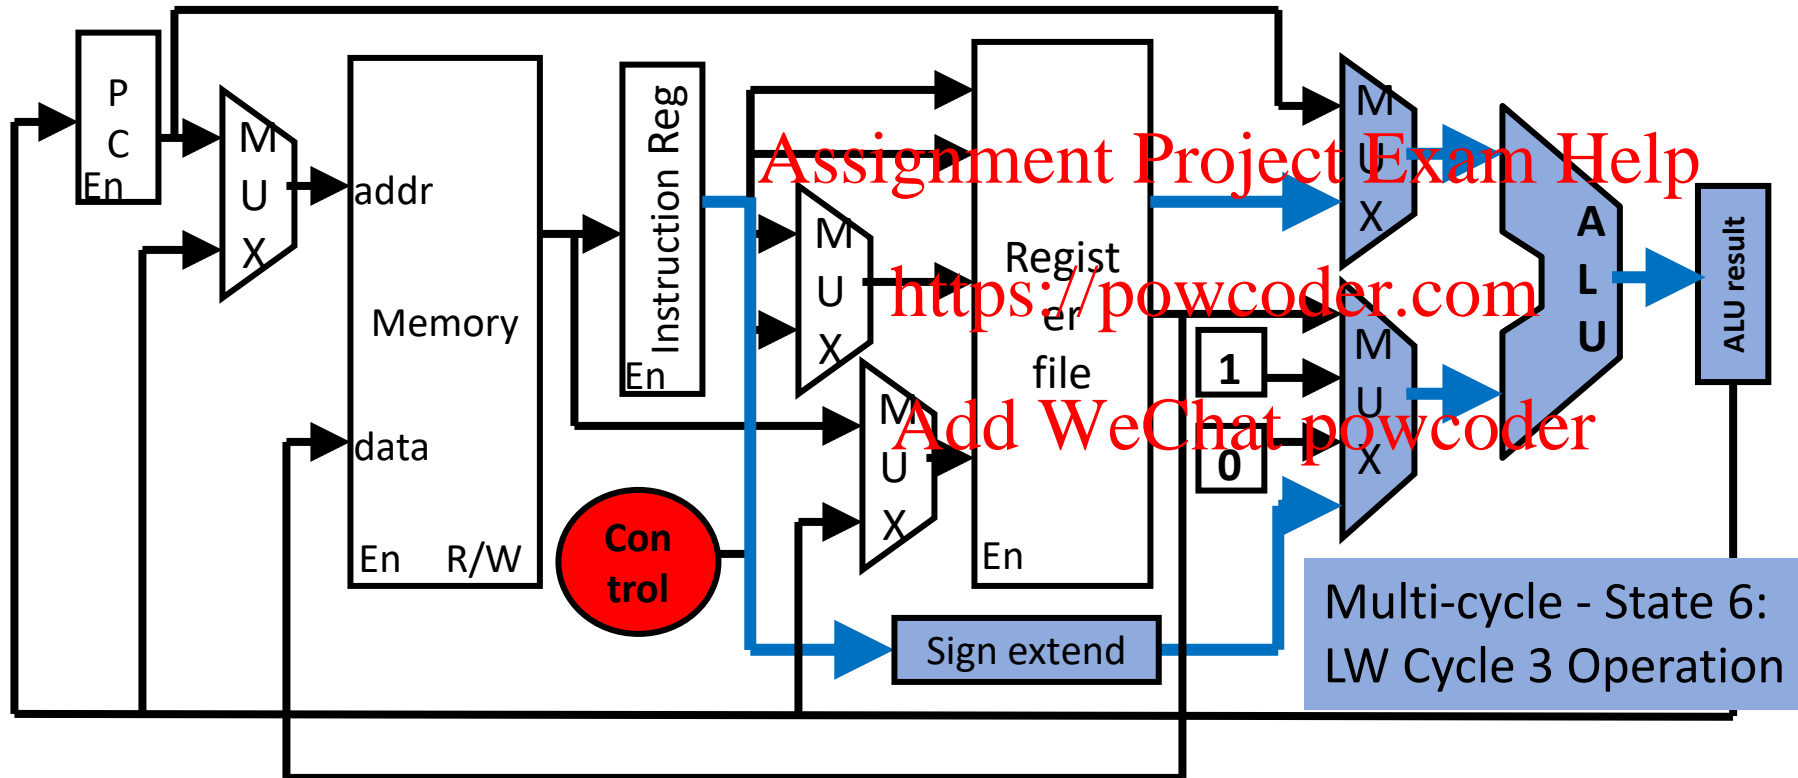 P
C
En
M
U
X
addr
Memory
data
En R/W
Instruction Reg
En
M
U
X
M
U
X
Con
trol
Regist
er
file
En
Sign extend
1
0
M
U
X
M
U
X
A
L
U
ALU result
Multi-cycle - State 6:
LW Cycle 3 Operation
Assignment Project Exam Help
https://powcoder.com
Add WeChat powcoder